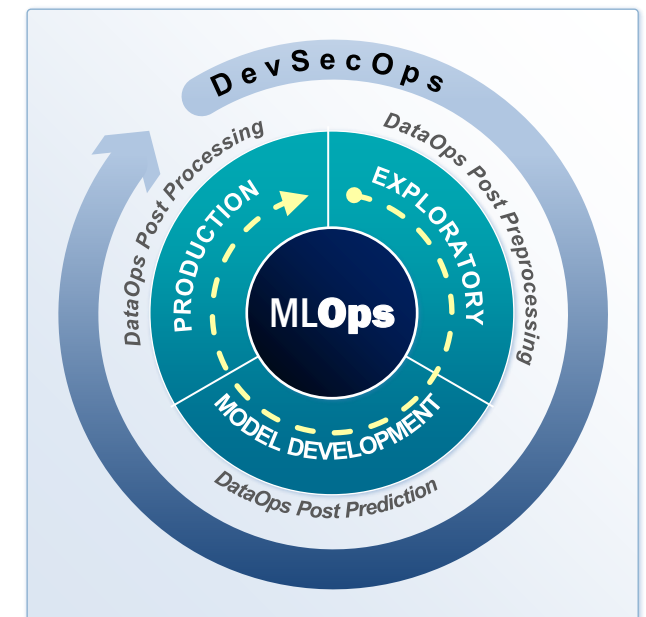 DevSecOps
DataOps Post Preprocessing
EXPLORATORY
MLOps
MODEL DEVELOPMENT
DataOps Post Prediction
PRODUCTION
DataOps Post Processing